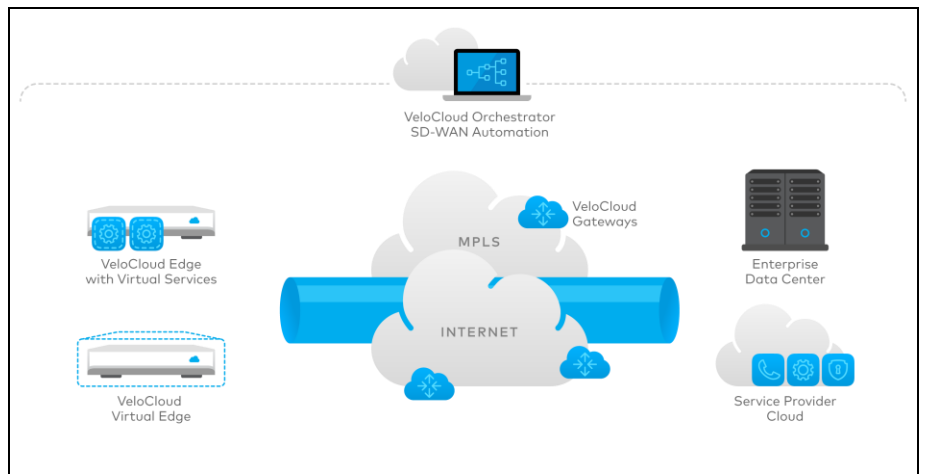 VeloCloud Orchestrator
SD-WAN Automation
VeloCloud
Gateways
MPLS
VeloCloud Edge
with Virtual Services
Enterprise
Data Center
INTERNET
VeloCloud
Virtual Edge
Service Provider
Cloud